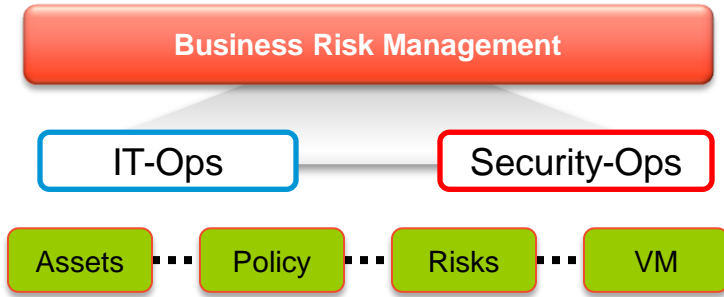 Business Risk Management
IT-Ops
Security-Ops
Assets
Policy
Risks
VM